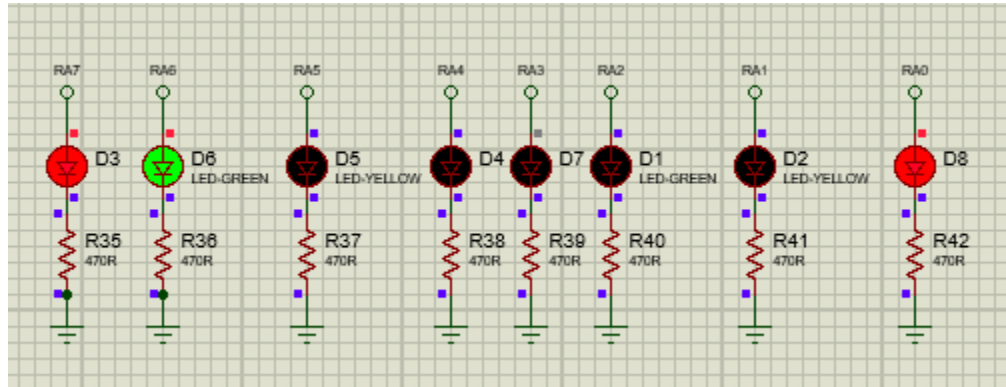 RA7 RA6 RA5 RA4 RA3 RA2 RA1 RA0
D3 D6 D5 D4 D7 D1 D2 D8
LED-GREEN LED-YELLOW LED-GREEN LED-YELLOW
R35 R36 R37 R38 R39 R40 R41 R42
470R 470R 470R 470R 470R 470R 470R 470R